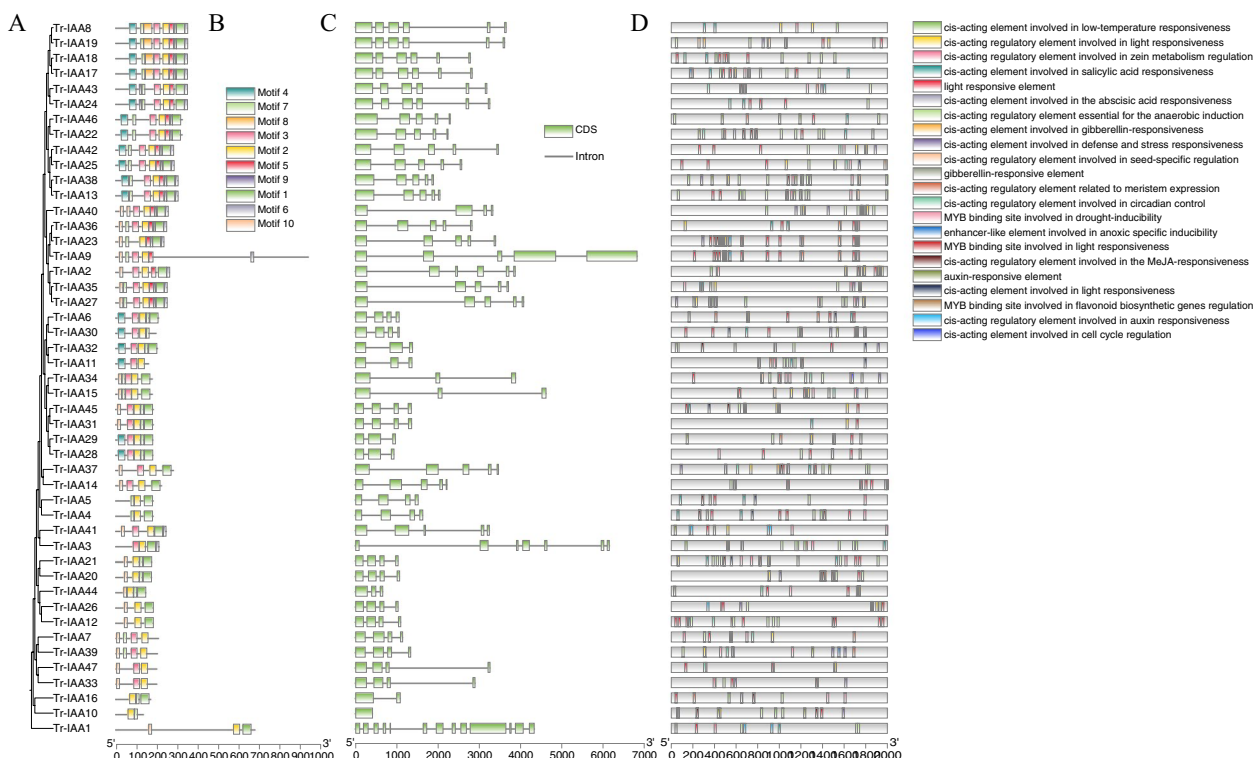 A
B
C
D
Tr-IAA8
Tr-IAA19
Tr-IAA18
Tr-IAA17
Tr-IAA43
Tr-IAA24
Tr-IAA46
Tr-IAA22
Tr-IAA42
Tr-IAA25
Tr-IAA38
Tr-IAA13
Tr-IAA40
Tr-IAA36
Tr-IAA23
Tr-IAA9
Tr-IAA2
Tr-IAA35
Tr-IAA27
Tr-IAA6
Tr-IAA30
Tr-IAA32
Tr-IAA11
Tr-IAA34
Tr-IAA15
Tr-IAA45
Tr-IAA31
Tr-IAA29
Tr-IAA28
Tr-IAA37
Tr-IAA14
Tr-IAA5
Tr-IAA4
Tr-IAA41
Tr-IAA3
Tr-IAA21
Tr-IAA20
Tr-IAA44
Tr-IAA26
Tr-IAA12
Tr-IAA7
Tr-IAA39
Tr-IAA47
Tr-IAA33
Tr-IAA16
Tr-IAA10
Tr-IAA1
5' 3'
0 100 200 300 400 500 600 700 800 900 1000
Motif 4
Motif 7
Motif 8
Motif 3
Motif 2
Motif 5
Motif 9
Motif 1
Motif 6
Motif 10
CDS
Intron
5' 3'
0 1000 2000 3000 4000 5000 6000 7000
5' 3'
0 200 400 600 800 1000 1200 1400 1600 1800 2000
cis-acting element involved in low-temperature responsiveness
cis-acting regulatory element involved in light responsiveness
cis-acting regulatory element involved in zein metabolism regulation
cis-acting element involved in salicylic acid responsiveness
light responsive element
cis-acting element involved in the abscisic acid responsiveness
cis-acting regulatory element essential for the anaerobic induction
cis-acting element involved in gibberellin-responsiveness
cis-acting element involved in defense and stress responsiveness
cis-acting regulatory element involved in seed-specific regulation
gibberellin-responsive element
cis-acting regulatory element related to meristem expression
cis-acting regulatory element involved in circadian control
MYB binding site involved in drought-inducibility
enhancer-like element involved in anoxic specific inducibility
MYB binding site involved in light responsiveness
cis-acting regulatory element involved in the MeJA-responsiveness
auxin-responsive element
cis-acting element involved in light responsiveness
MYB binding site involved in flavonoid biosynthetic genes regulation
cis-acting regulatory element involved in auxin responsiveness
cis-acting element involved in cell cycle regulation